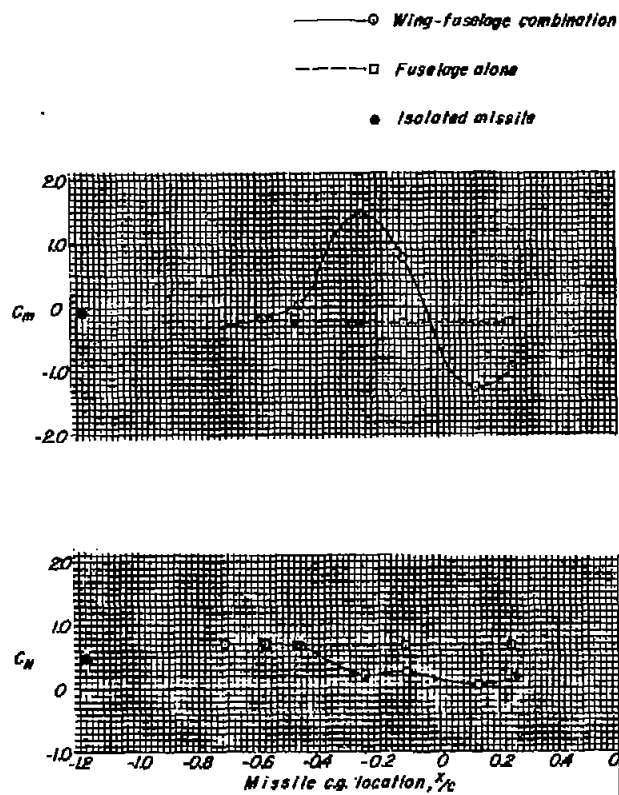 Wing-fuselage combination
Fuselage alone
Isolated missile
2.0
1.0
Cm
0
-1.0
-2.0
2.0
1.0
CN
0
-1.0
-1.2 -1.0 -0.8 -0.6 -0.4 -0.2 0 0.2 0.4
Missile c.g. location, x/c